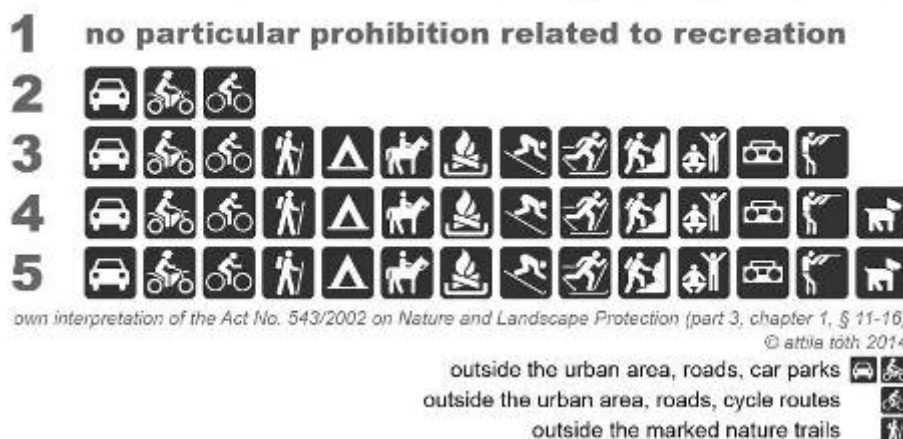 1 no particular prohibition related to recreation
2
3
4
5
own interpretation of the Act No. 543/2002 on Nature and Landscape Protection (part 3, chapter 1, § 11-16)
© attila tóth 2014
outside the urban area, roads, car parks
outside the urban area, roads, cycle routes
outside the marked nature trails